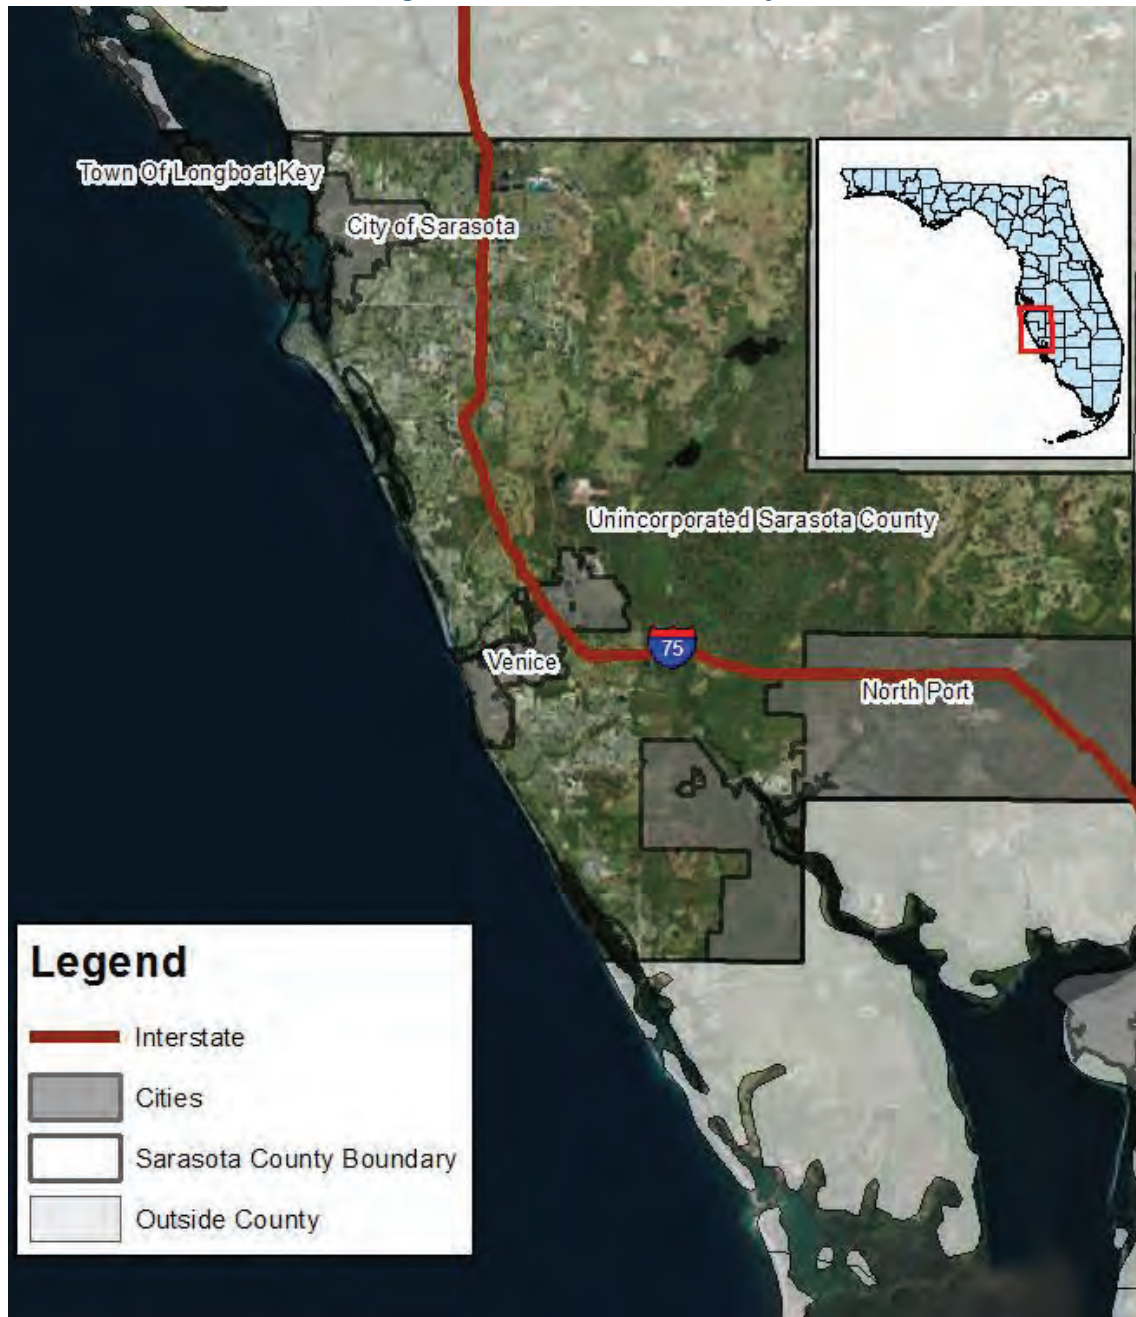 Town Of Longboat Key
City of Sarasota
Unincorporated Sarasota County
75
Venice
North Port
Legend
Interstate
Cities
Sarasota County Boundary
Outside County